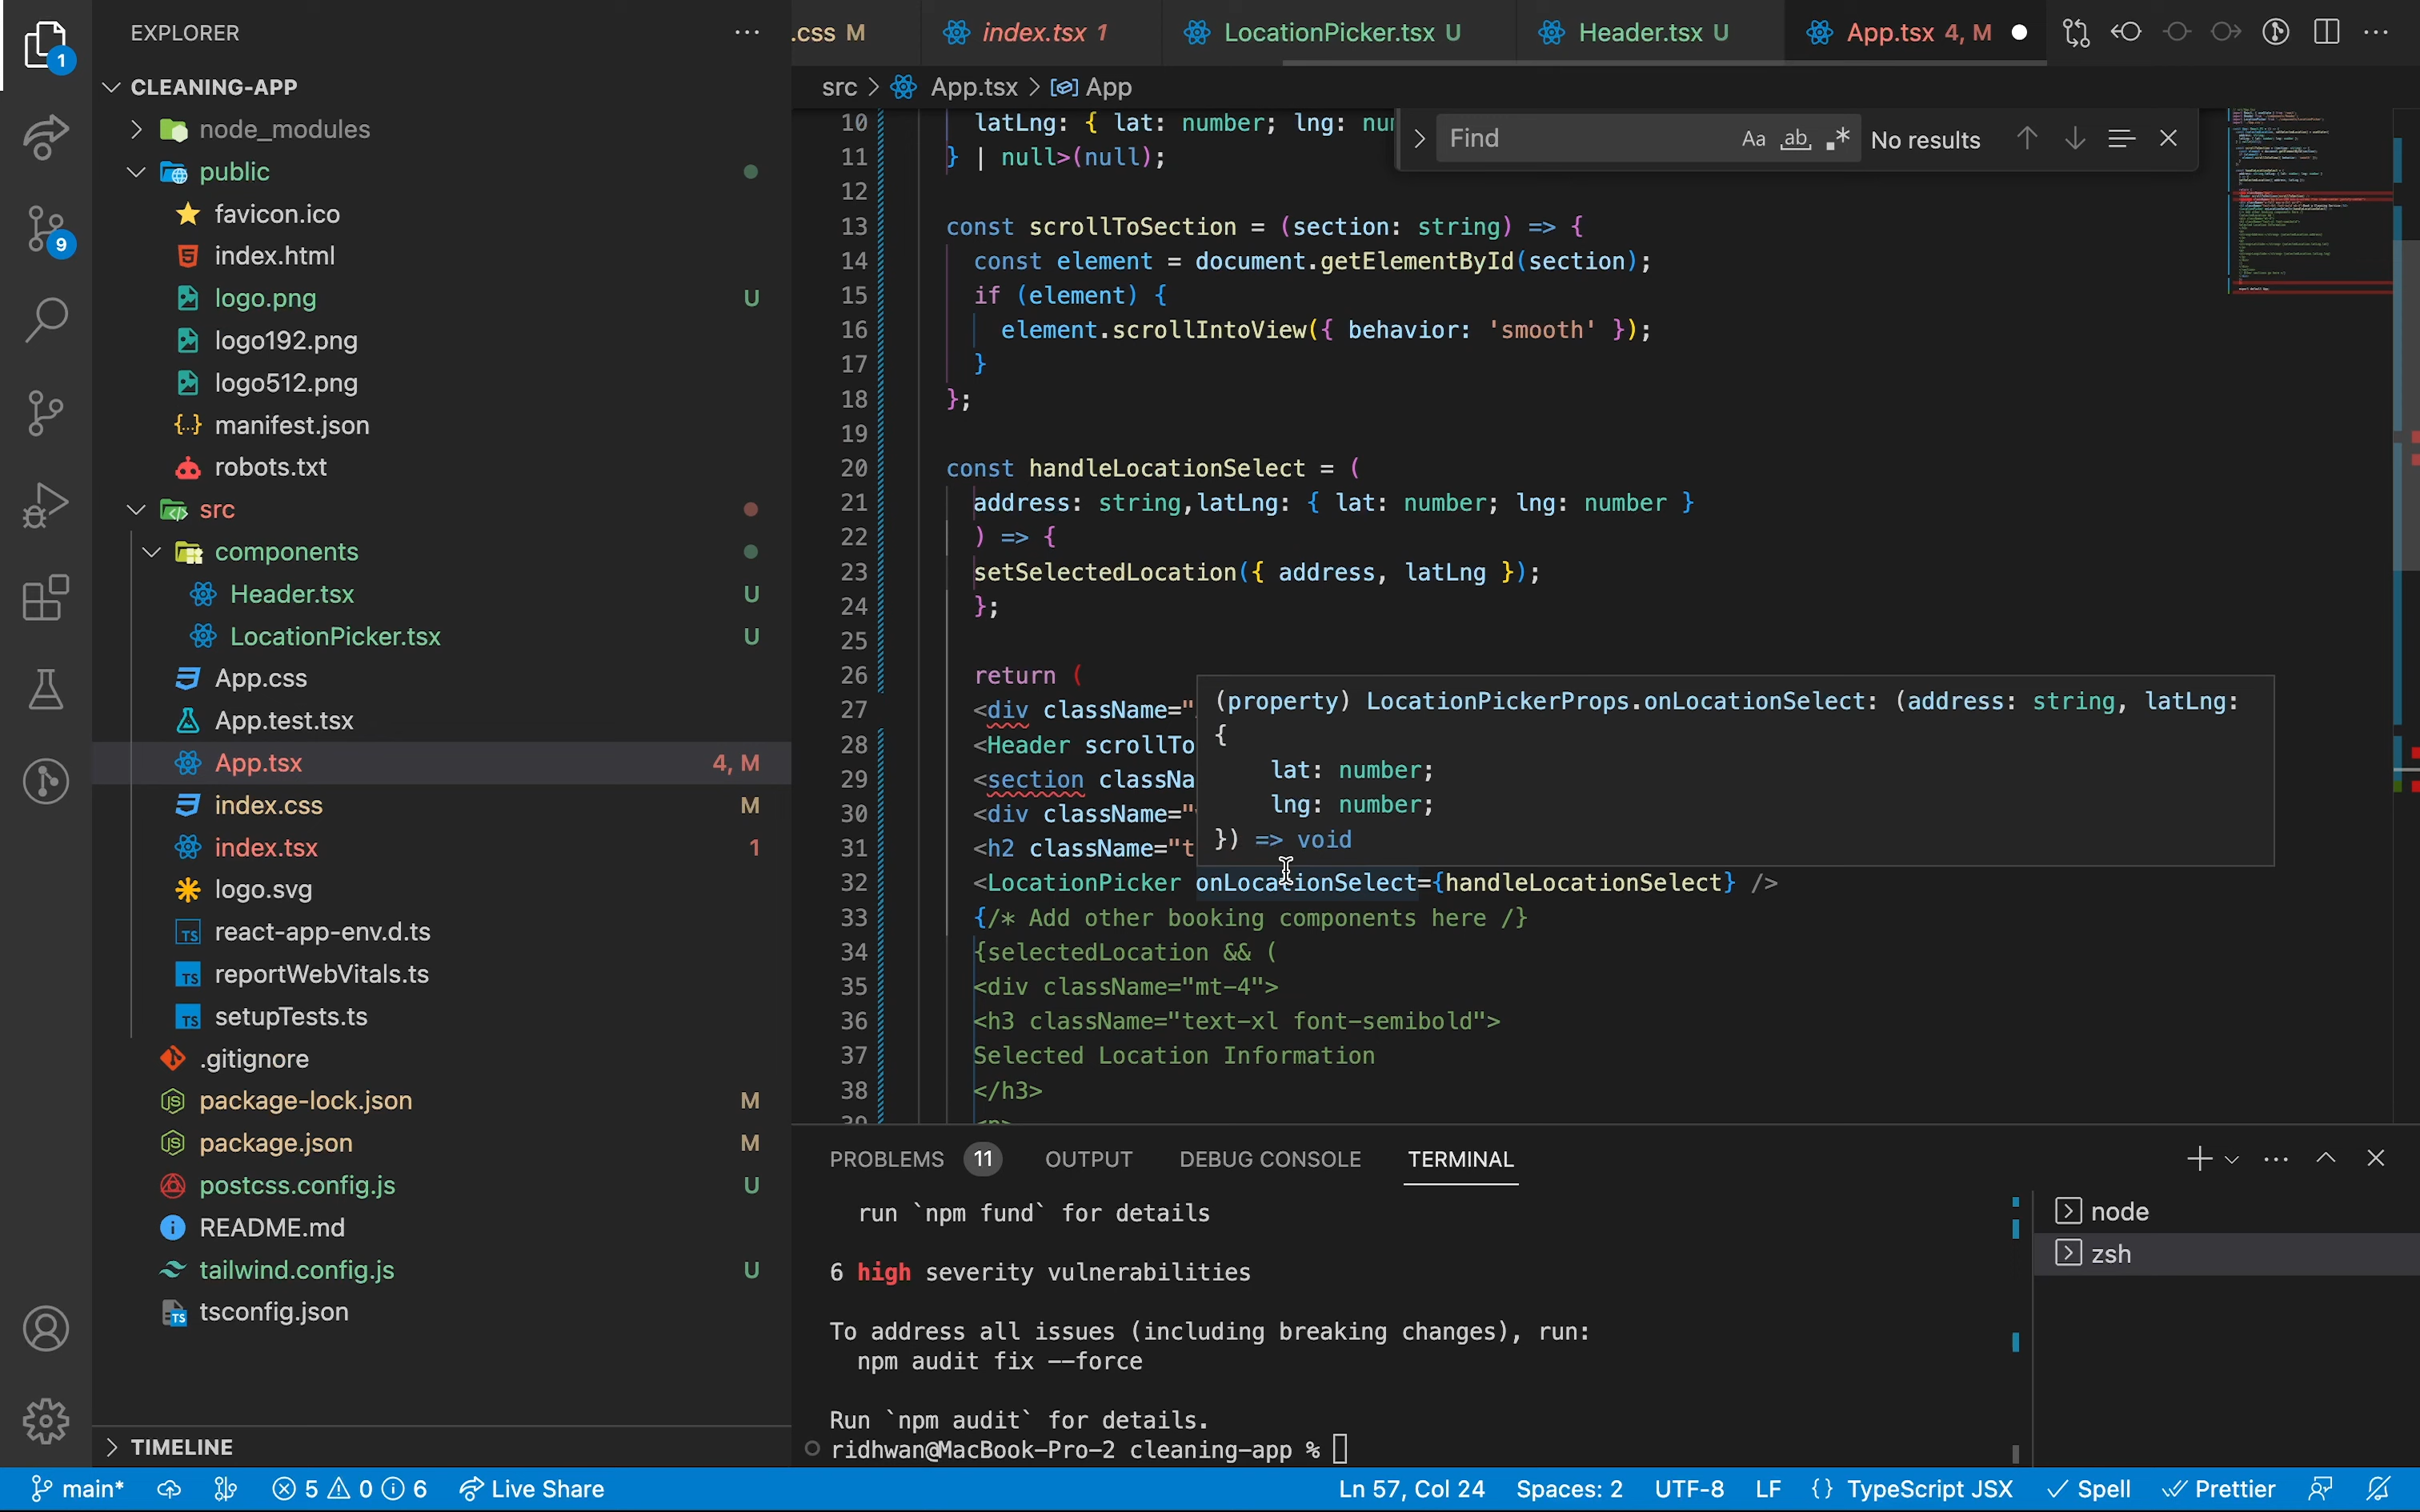 EXPLORER
CLEANING-APP
node_modules
public
favicon.ico
index.html
logo.png U
logo192.png
logo512.png
manifest.json
robots.txt
src
components
Header.tsx U
LocationPicker.tsx U
App.css
App.test.tsx
App.tsx 4, M
index.css M
index.tsx 1
logo.svg
react-app-env.d.ts
reportWebVitals.ts
setupTests.ts
.gitignore
package-lock.json M
package.json M
postcss.config.js U
README.md
tailwind.config.js U
tsconfig.json
TIMELINE
1
9
.css M index.tsx 1 LocationPicker.tsx U Header.tsx U App.tsx 4, M
src > App.tsx > App
Find Aa ab .* No results
10 latLng: { lat: number; lng: num
11 } | null>(null);
12
13 const scrollToSection = (section: string) => {
14 const element = document.getElementById(section);
15 if (element) {
16 element.scrollIntoView({ behavior: 'smooth' });
17 }
18 };
19
20 const handleLocationSelect = (
21 address: string,latLng: { lat: number; lng: number }
22 ) => {
23 setSelectedLocation({ address, latLng });
24 };
25
26 return (
27 <div className="
28 <Header scrollTo
29 <section classNa
30 <div className="
31 <h2 className="t
(property) LocationPickerProps.onLocationSelect: (address: string, latLng:
{
lat: number;
lng: number;
}) => void
32 <LocationPicker onLocationSelect={handleLocationSelect} />
33 {/* Add other booking components here /}
34 {selectedLocation && (
35 <div className="mt-4">
36 <h3 className="text-xl font-semibold">
37 Selected Location Information
38 </h3>
39 <p>
PROBLEMS 11 OUTPUT DEBUG CONSOLE TERMINAL
run `npm fund` for details
6 high severity vulnerabilities
To address all issues (including breaking changes), run:
npm audit fix --force
Run `npm audit` for details.
ridhwan@MacBook-Pro-2 cleaning-app %
node
zsh
main* 5 0 6 Live Share Ln 57, Col 24 Spaces: 2 UTF-8 LF {} TypeScript JSX Spell Prettier